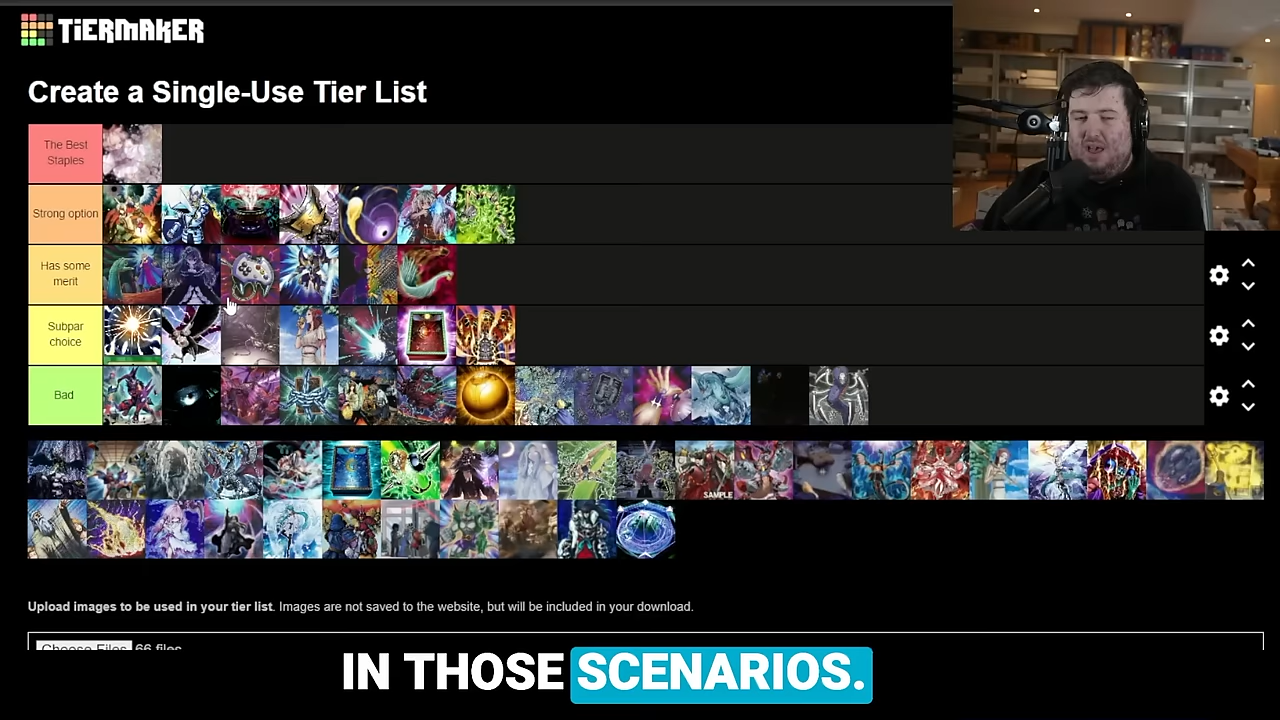 TIERMAKER
Create a Single-Use Tier List
The Best
Staples
Strong option
Has some
merit
Subpar
choice
Bad
SAMPLE
Upload images to be used in your tier list. Images are not saved to the website, but will be included in your download.
Choose Files 66 files
IN THOSE SCENARIOS.